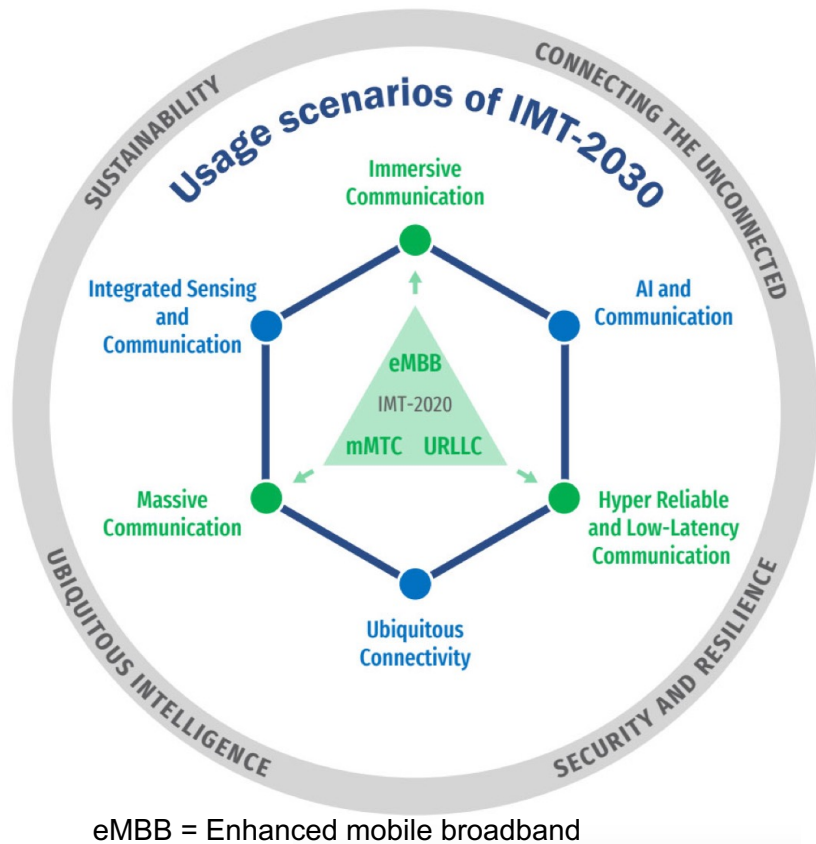 SUSTAINABILITY
CONNECTING THE UNCONNECTED
Usage scenarios of IMT-2030
Immersive
Communication
Integrated Sensing
and
Communication
AI and
Communication
eMBB
IMT-2020
mMTC URLLC
Massive
Communication
Hyper Reliable
and Low-Latency
Communication
Ubiquitous
Connectivity
UBIQUITOUS INTELLIGENCE
SECURITY AND RESILIENCE
eMBB = Enhanced mobile broadband